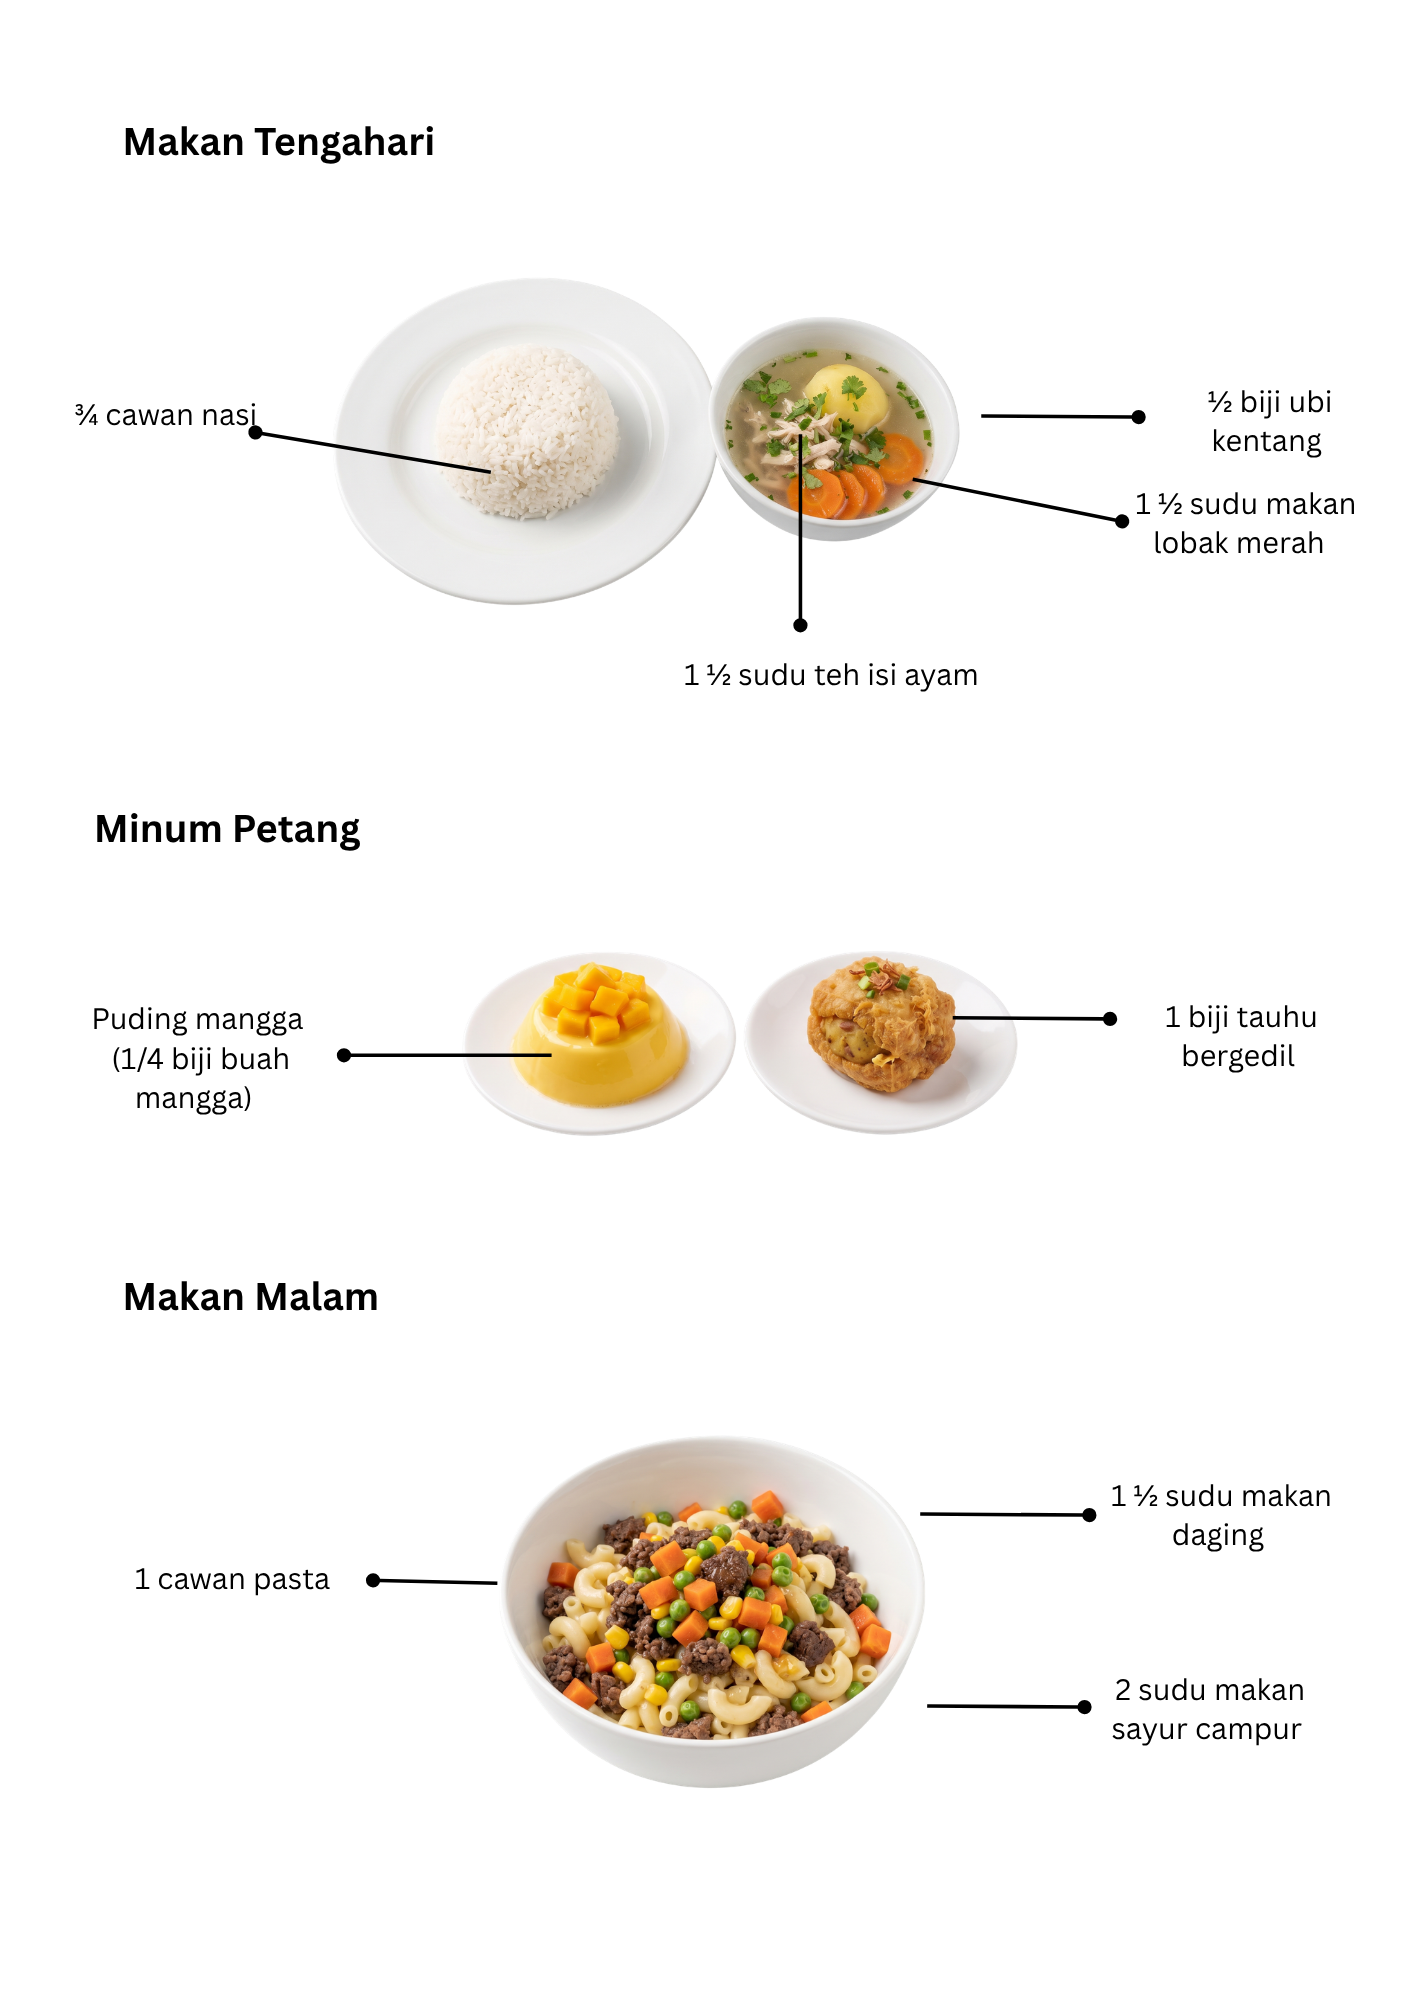 Makan Tengahari
¾ cawan nasi
½ biji ubi
kentang
1 ½ sudu makan
lobak merah
1 ½ sudu teh isi ayam
Minum Petang
Puding mangga
(1/4 biji buah
mangga)
1 biji tauhu
bergedil
Makan Malam
1 cawan pasta
1 ½ sudu makan
daging
2 sudu makan
sayur campur